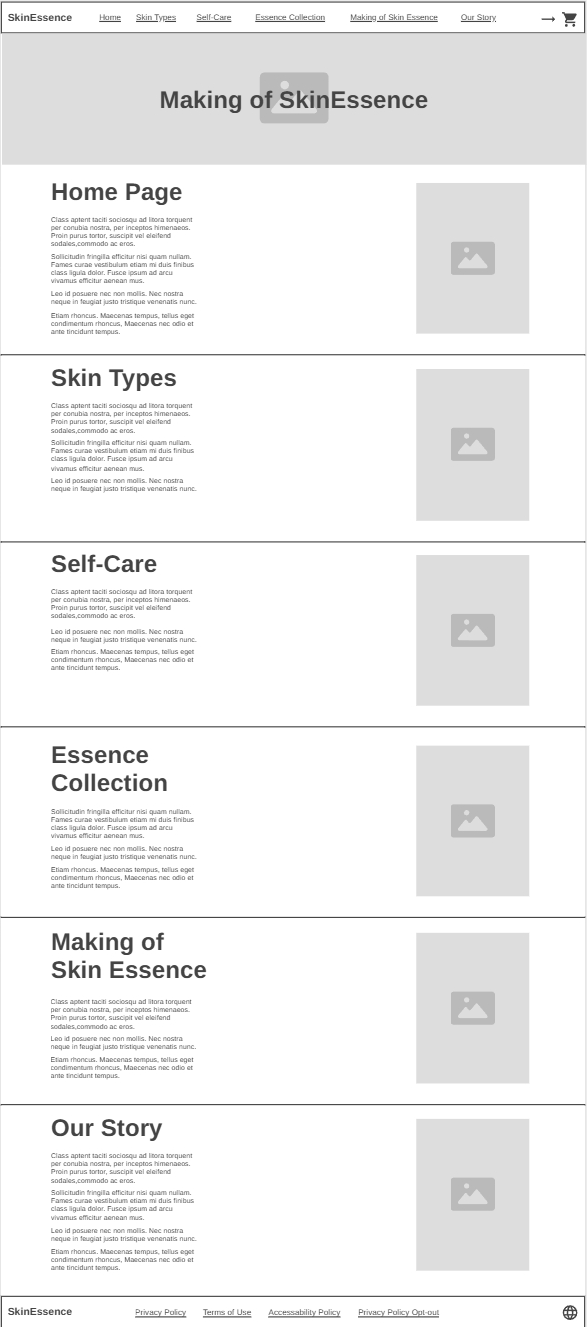 SkinEssence Home Skin Types Self-Care Essence Collection Making of Skin Essence Our Story
Making of SkinEssence
Home Page
Class aptent taciti sociosqu ad litora torquent
per conubia nostra, per inceptos himenaeos.
Proin purus tortor, suscipit vel eleifend
sodales,commodo ac eros.
Sollicitudin fringilla efficitur nisi quam nullam.
Fames curae vestibulum etiam mi duis finibus
class ligula dolor. Fusce ipsum ad arcu
vivamus efficitur aenean mus.
Leo id posuere nec non mollis. Nec nostra
neque in feugiat justo tristique venenatis nunc.
Etiam rhoncus. Maecenas tempus, tellus eget
condimentum rhoncus, Maecenas nec odio et
ante tincidunt tempus.
Skin Types
Class aptent taciti sociosqu ad litora torquent
per conubia nostra, per inceptos himenaeos.
Proin purus tortor, suscipit vel eleifend
sodales,commodo ac eros.
Sollicitudin fringilla efficitur nisi quam nullam.
Fames curae vestibulum etiam mi duis finibus
class ligula dolor. Fusce ipsum ad arcu
vivamus efficitur aenean mus.
Leo id posuere nec non mollis. Nec nostra
neque in feugiat justo tristique venenatis nunc.
Self-Care
Class aptent taciti sociosqu ad litora torquent
per conubia nostra, per inceptos himenaeos.
Proin purus tortor, suscipit vel eleifend
sodales,commodo ac eros.
Leo id posuere nec non mollis. Nec nostra
neque in feugiat justo tristique venenatis nunc.
Etiam rhoncus. Maecenas tempus, tellus eget
condimentum rhoncus, Maecenas nec odio et
ante tincidunt tempus.
Essence
Collection
Sollicitudin fringilla efficitur nisi quam nullam.
Fames curae vestibulum etiam mi duis finibus
class ligula dolor. Fusce ipsum ad arcu
vivamus efficitur aenean mus.
Leo id posuere nec non mollis. Nec nostra
neque in feugiat justo tristique venenatis nunc.
Etiam rhoncus. Maecenas tempus, tellus eget
condimentum rhoncus, Maecenas nec odio et
ante tincidunt tempus.
Making of
Skin Essence
Class aptent taciti sociosqu ad litora torquent
per conubia nostra, per inceptos himenaeos.
Proin purus tortor, suscipit vel eleifend
sodales,commodo ac eros.
Leo id posuere nec non mollis. Nec nostra
neque in feugiat justo tristique venenatis nunc.
Etiam rhoncus. Maecenas tempus, tellus eget
condimentum rhoncus, Maecenas nec odio et
ante tincidunt tempus.
Our Story
Class aptent taciti sociosqu ad litora torquent
per conubia nostra, per inceptos himenaeos.
Proin purus tortor, suscipit vel eleifend
sodales,commodo ac eros.
Sollicitudin fringilla efficitur nisi quam nullam.
Fames curae vestibulum etiam mi duis finibus
class ligula dolor. Fusce ipsum ad arcu
vivamus efficitur aenean mus.
Leo id posuere nec non mollis. Nec nostra
neque in feugiat justo tristique venenatis nunc.
Etiam rhoncus. Maecenas tempus, tellus eget
condimentum rhoncus, Maecenas nec odio et
ante tincidunt tempus.
SkinEssence Privacy Policy Terms of Use Accessability Policy Privacy Policy Opt-out